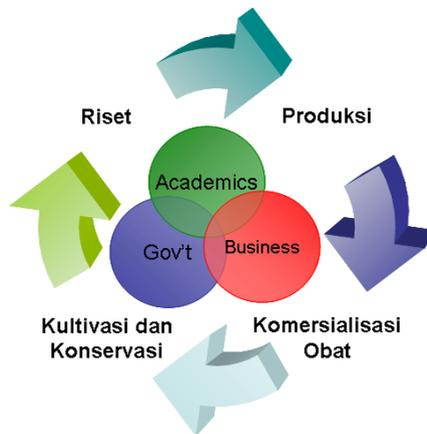 Riset
Produksi
Academics
Gov't
Business
Kultivasi dan
Konservasi
Komersialisasi
Obat